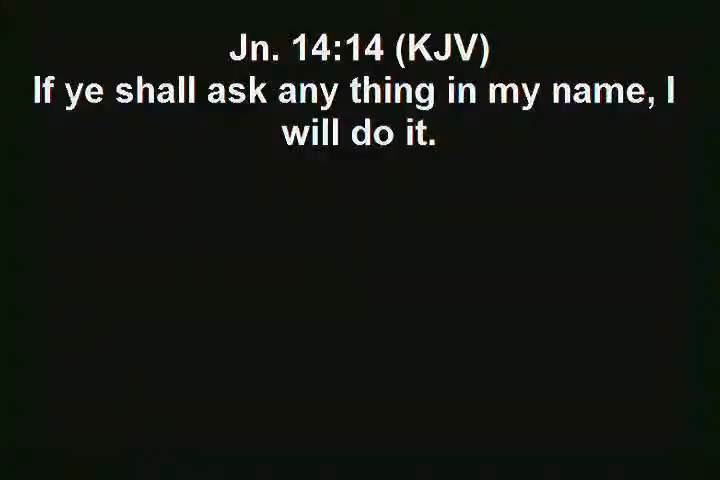 Jn. 14:14 (KJV)
If ye shall ask any thing in my name, I
will do it.